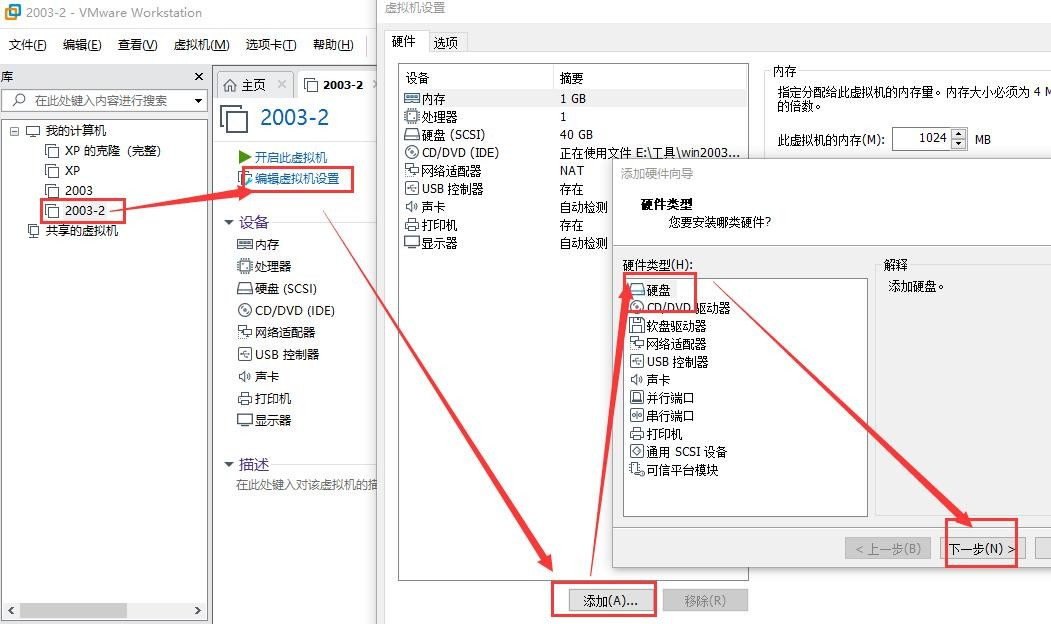 2003-2 - VMware Workstation
文件(F) 编辑(E) 查看(V) 虚拟机(M) 选项卡(T) 帮助(H)
库
在此处键入内容进行搜索
我的计算机
XP 的克隆（完整）
XP
2003
2003-2
共享的虚拟机
主页
2003-2
2003-2
开启此虚拟机
编辑虚拟机设置
设备
内存
处理器
硬盘 (SCSI)
CD/DVD (IDE)
网络适配器
USB 控制器
声卡
打印机
显示器
描述
在此处键入对该虚拟机的
虚拟机设置
硬件 选项
设备 摘要
内存 1 GB
处理器 1
硬盘 (SCSI) 40 GB
CD/DVD (IDE) 正在使用文件 E:\工具\win2003...
网络适配器 NAT
USB 控制器 存在
声卡 自动检测
打印机 存在
显示器 自动检测
添加(A)... 移除(R)
内存
指定分配给此虚拟机的内存量。内存大小必须为 4 M
的倍数。
此虚拟机的内存(M): 1024 MB
添加硬件向导
硬件类型
您要安装哪类硬件?
硬件类型(H):
硬盘
CD/DVD 驱动器
软盘驱动器
网络适配器
USB 控制器
声卡
并行端口
串行端口
打印机
通用 SCSI 设备
可信平台模块
解释
添加硬盘。
< 上一步(B) 下一步(N) >